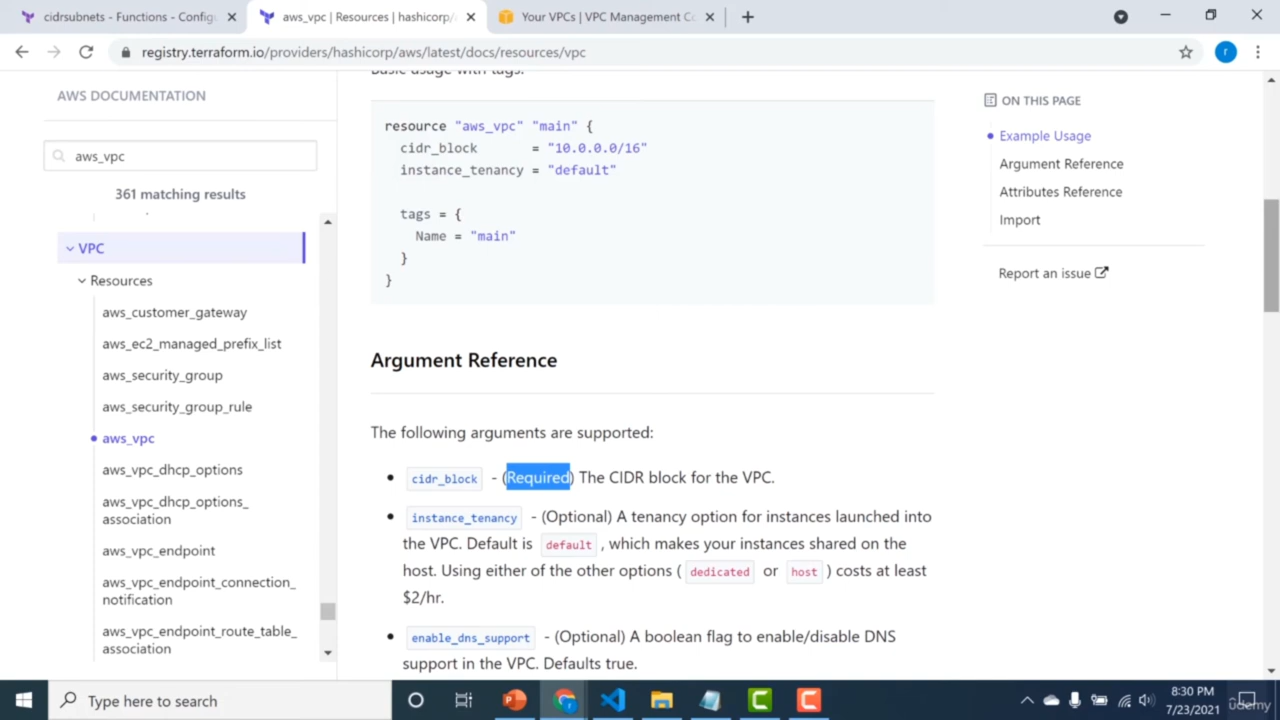 cidrsubnets - Functions - Configu
aws_vpc | Resources | hashicorp/
Your VPCs | VPC Management Co
registry.terraform.io/providers/hashicorp/aws/latest/docs/resources/vpc
r
AWS DOCUMENTATION
aws_vpc
361 matching results
VPC
Resources
aws_customer_gateway
aws_ec2_managed_prefix_list
aws_security_group
aws_security_group_rule
aws_vpc
aws_vpc_dhcp_options
aws_vpc_dhcp_options_
association
aws_vpc_endpoint
aws_vpc_endpoint_connection_
notification
aws_vpc_endpoint_route_table_
association
Basic usage with tags:
resource "aws_vpc" "main" {
cidr_block = "10.0.0.0/16"
instance_tenancy = "default"
tags = {
Name = "main"
}
}
Argument Reference
The following arguments are supported:
cidr_block - (Required) The CIDR block for the VPC.
instance_tenancy - (Optional) A tenancy option for instances launched into
the VPC. Default is default , which makes your instances shared on the
host. Using either of the other options ( dedicated or host ) costs at least
$2/hr.
enable_dns_support - (Optional) A boolean flag to enable/disable DNS
support in the VPC. Defaults true.
ON THIS PAGE
Example Usage
Argument Reference
Attributes Reference
Import
Report an issue
Type here to search
8:30 PM
7/23/2021
udemy